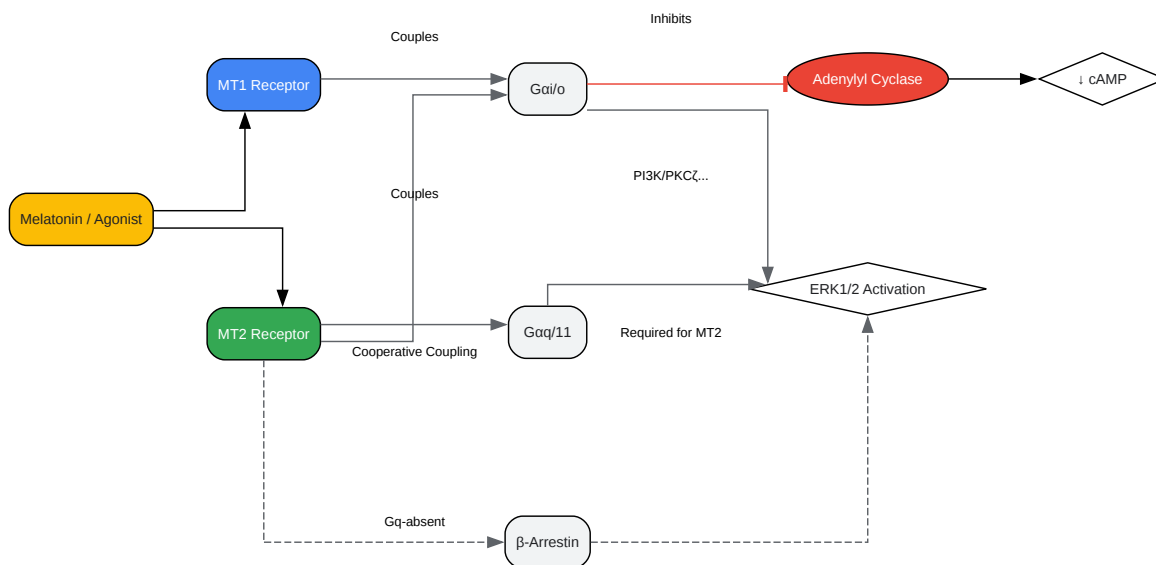 Inhibits
Couples
MT1 Receptor
Gαi/o
Adenylyl Cyclase
↓ cAMP
PI3K/PKCζ...
Couples
Melatonin / Agonist
ERK1/2 Activation
MT2 Receptor
Gαq/11
Required for MT2
Cooperative Coupling
Gq-absent
β-Arrestin